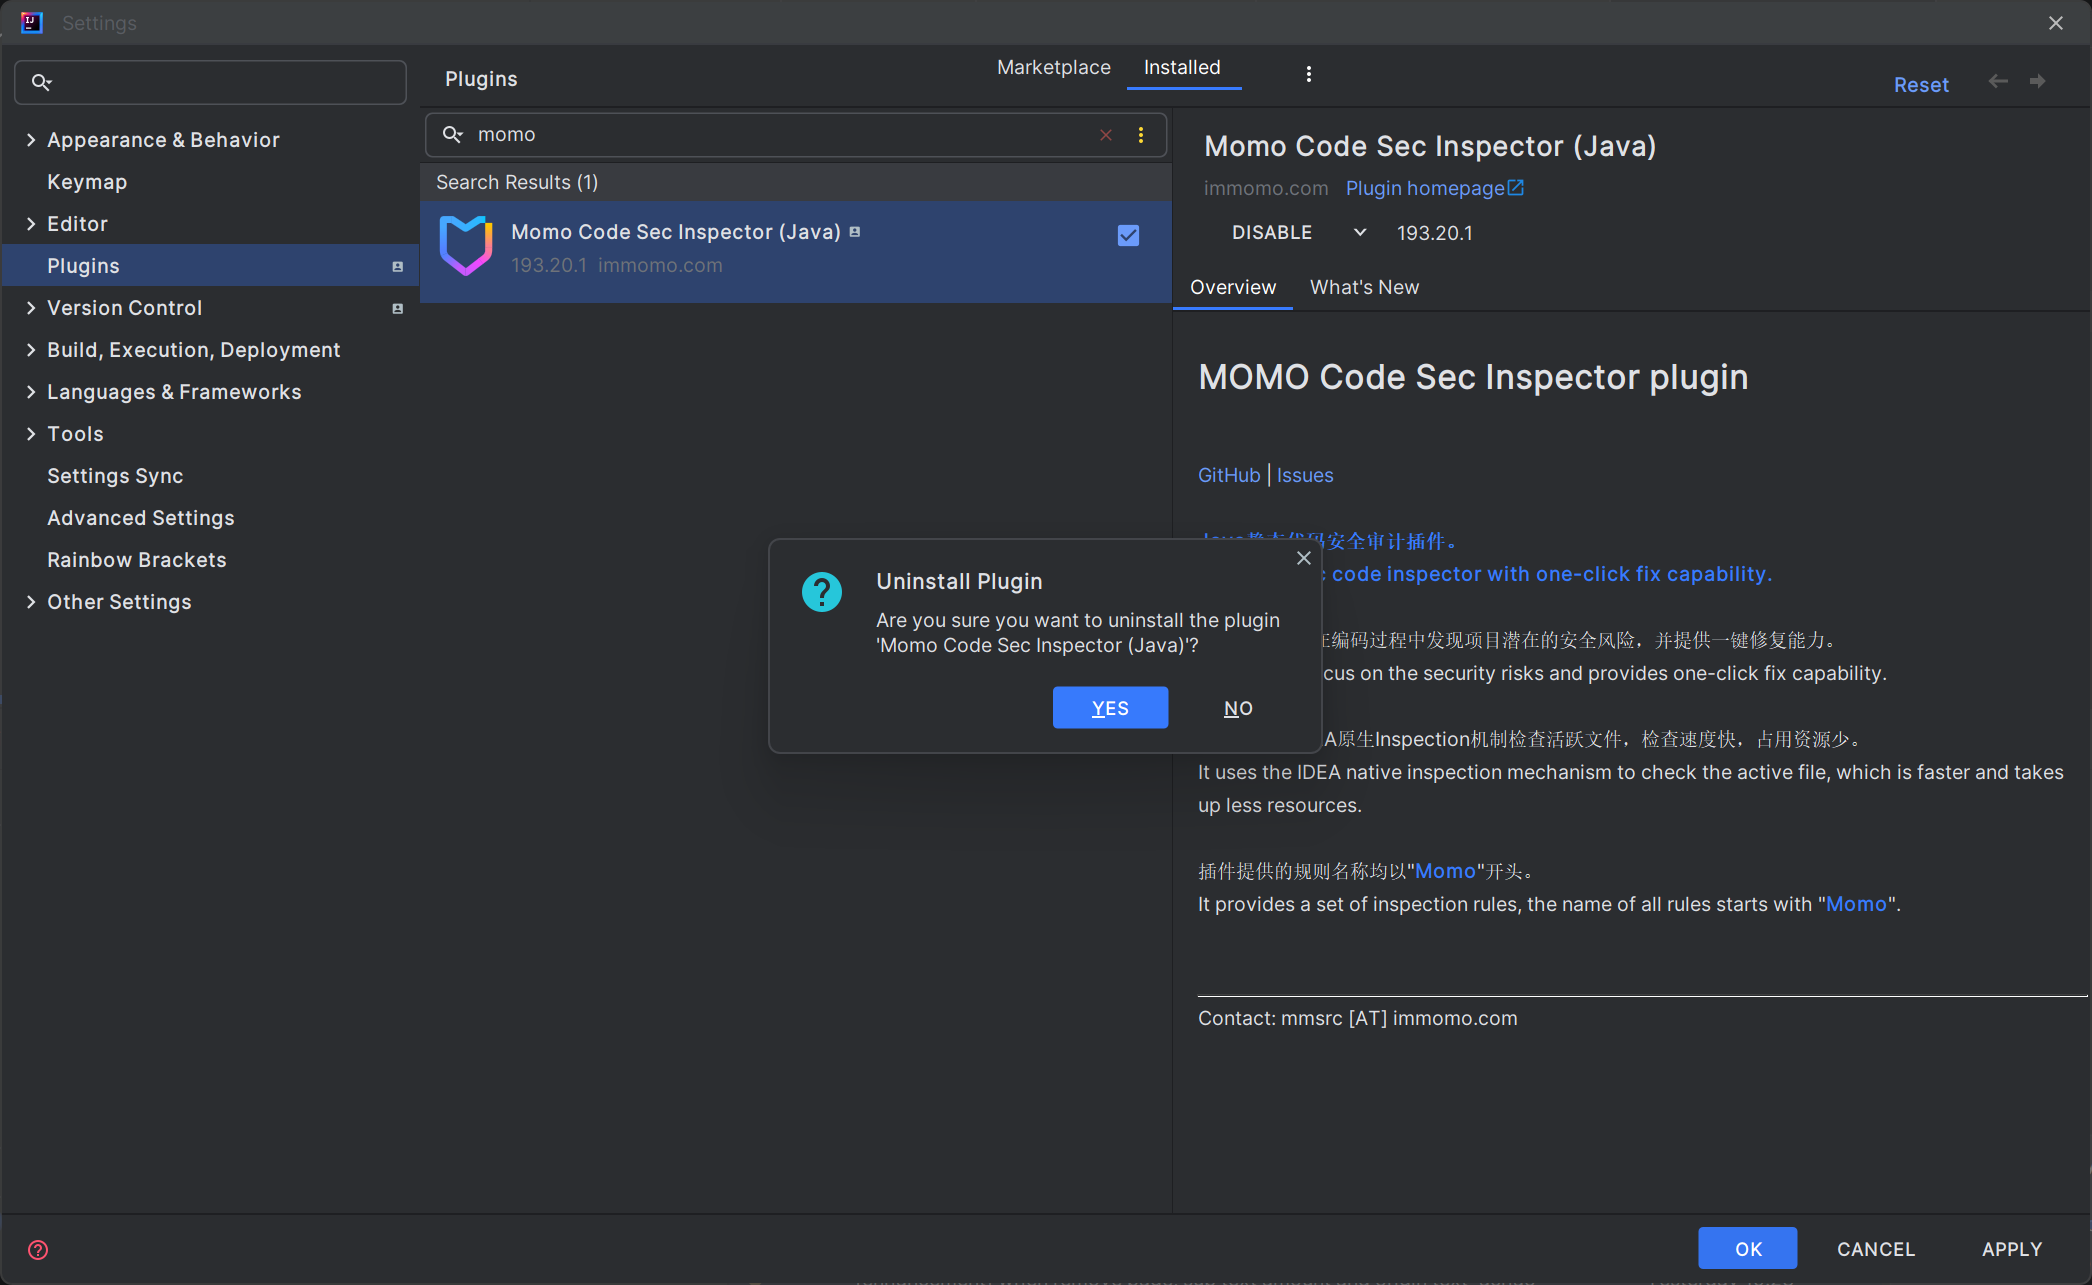 Settings
Plugins
Marketplace
Installed
Reset
momo
Search Results (1)
Momo Code Sec Inspector (Java)
193.20.1 immomo.com
Appearance & Behavior
Keymap
Editor
Plugins
Version Control
Build, Execution, Deployment
Languages & Frameworks
Tools
Settings Sync
Advanced Settings
Rainbow Brackets
Other Settings
Momo Code Sec Inspector (Java)
immomo.com Plugin homepage
DISABLE 193.20.1
Overview What's New
MOMO Code Sec Inspector plugin
GitHub | Issues
安全审计插件。
code inspector with one-click fix capability.
在编码过程中发现项目潜在的安全风险，并提供一键修复能力。
on the security risks and provides one-click fix capability.
原生Inspection机制检查活跃文件，检查速度快，占用资源少。
It uses the IDEA native inspection mechanism to check the active file, which is faster and takes
up less resources.
插件提供的规则名称均以"Momo"开头。
It provides a set of inspection rules, the name of all rules starts with "Momo".
Contact: mmsrc [AT] immomo.com
Uninstall Plugin
Are you sure you want to uninstall the plugin
'Momo Code Sec Inspector (Java)'?
YES NO
OK CANCEL APPLY